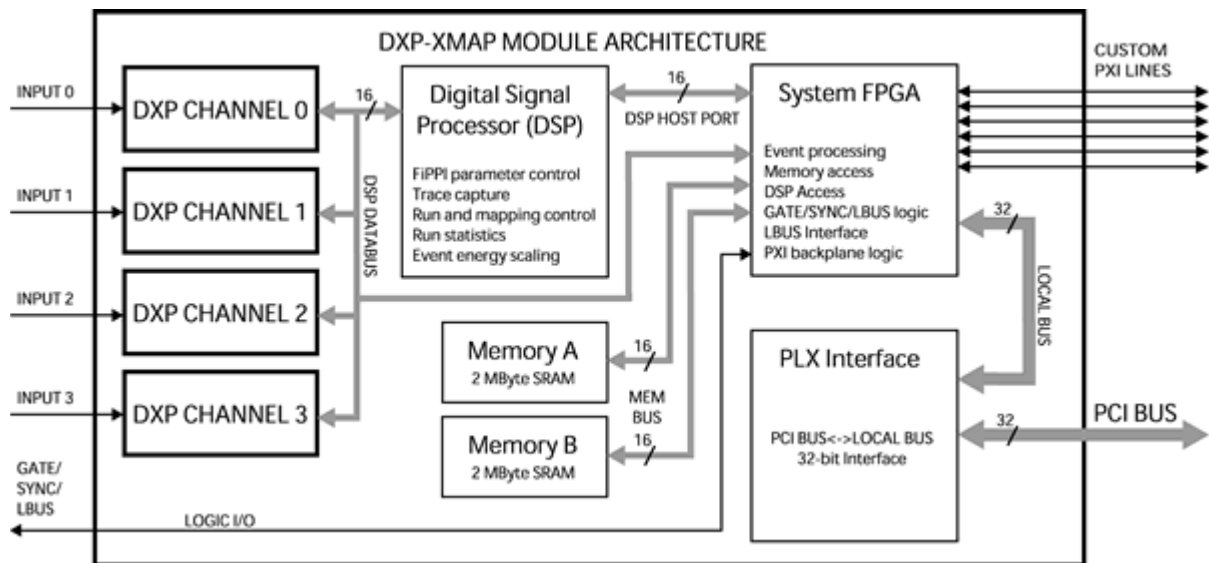 DXP-XMAP MODULE ARCHITECTURE
CUSTOM
PXI LINES
INPUT 0
DXP CHANNEL 0
16
Digital Signal
Processor (DSP)
FiPPI parameter control
Trace capture
Run and mapping control
Run statistics
Event energy scaling
16
DSP HOST PORT
System FPGA
Event processing
Memory access
DSP Access
GATE/SYNC/LBUS logic
LBUS Interface
PXI backplane logic
INPUT 1
DXP CHANNEL 1
DSP DATABUS
32
LOCAL BUS
INPUT 2
DXP CHANNEL 2
Memory A
2 MByte SRAM
16
MEM
BUS
PLX Interface
PCI BUS<->LOCAL BUS
32-bit Interface
INPUT 3
DXP CHANNEL 3
Memory B
2 MByte SRAM
16
32
PCI BUS
GATE/
SYNC/
LBUS
LOGIC I/O